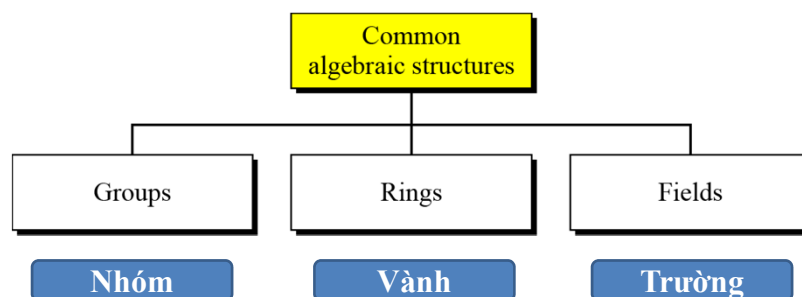 Common
algebraic structures
Groups
Rings
Fields
Nhóm
Vành
Trường